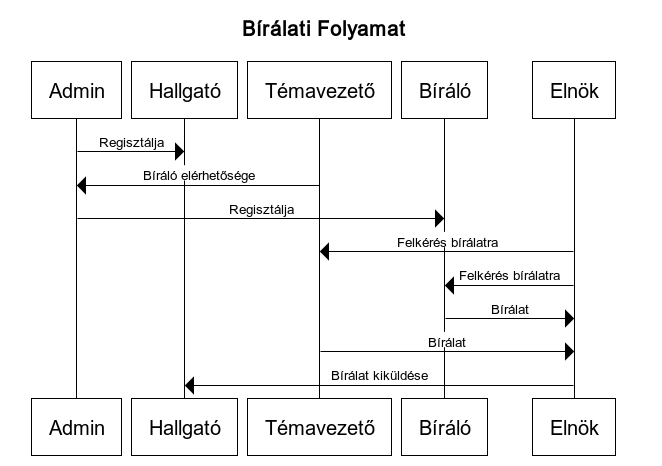 Bírálati Folyamat
Admin
Hallgató
Témavezető
Bíráló
Elnök
Regisztálja
Bíráló elérhetősége
Regisztálja
Felkérés bírálatra
Felkérés bírálatra
Bírálat
Bírálat
Bírálat kiküldése
Admin
Hallgató
Témavezető
Bíráló
Elnök